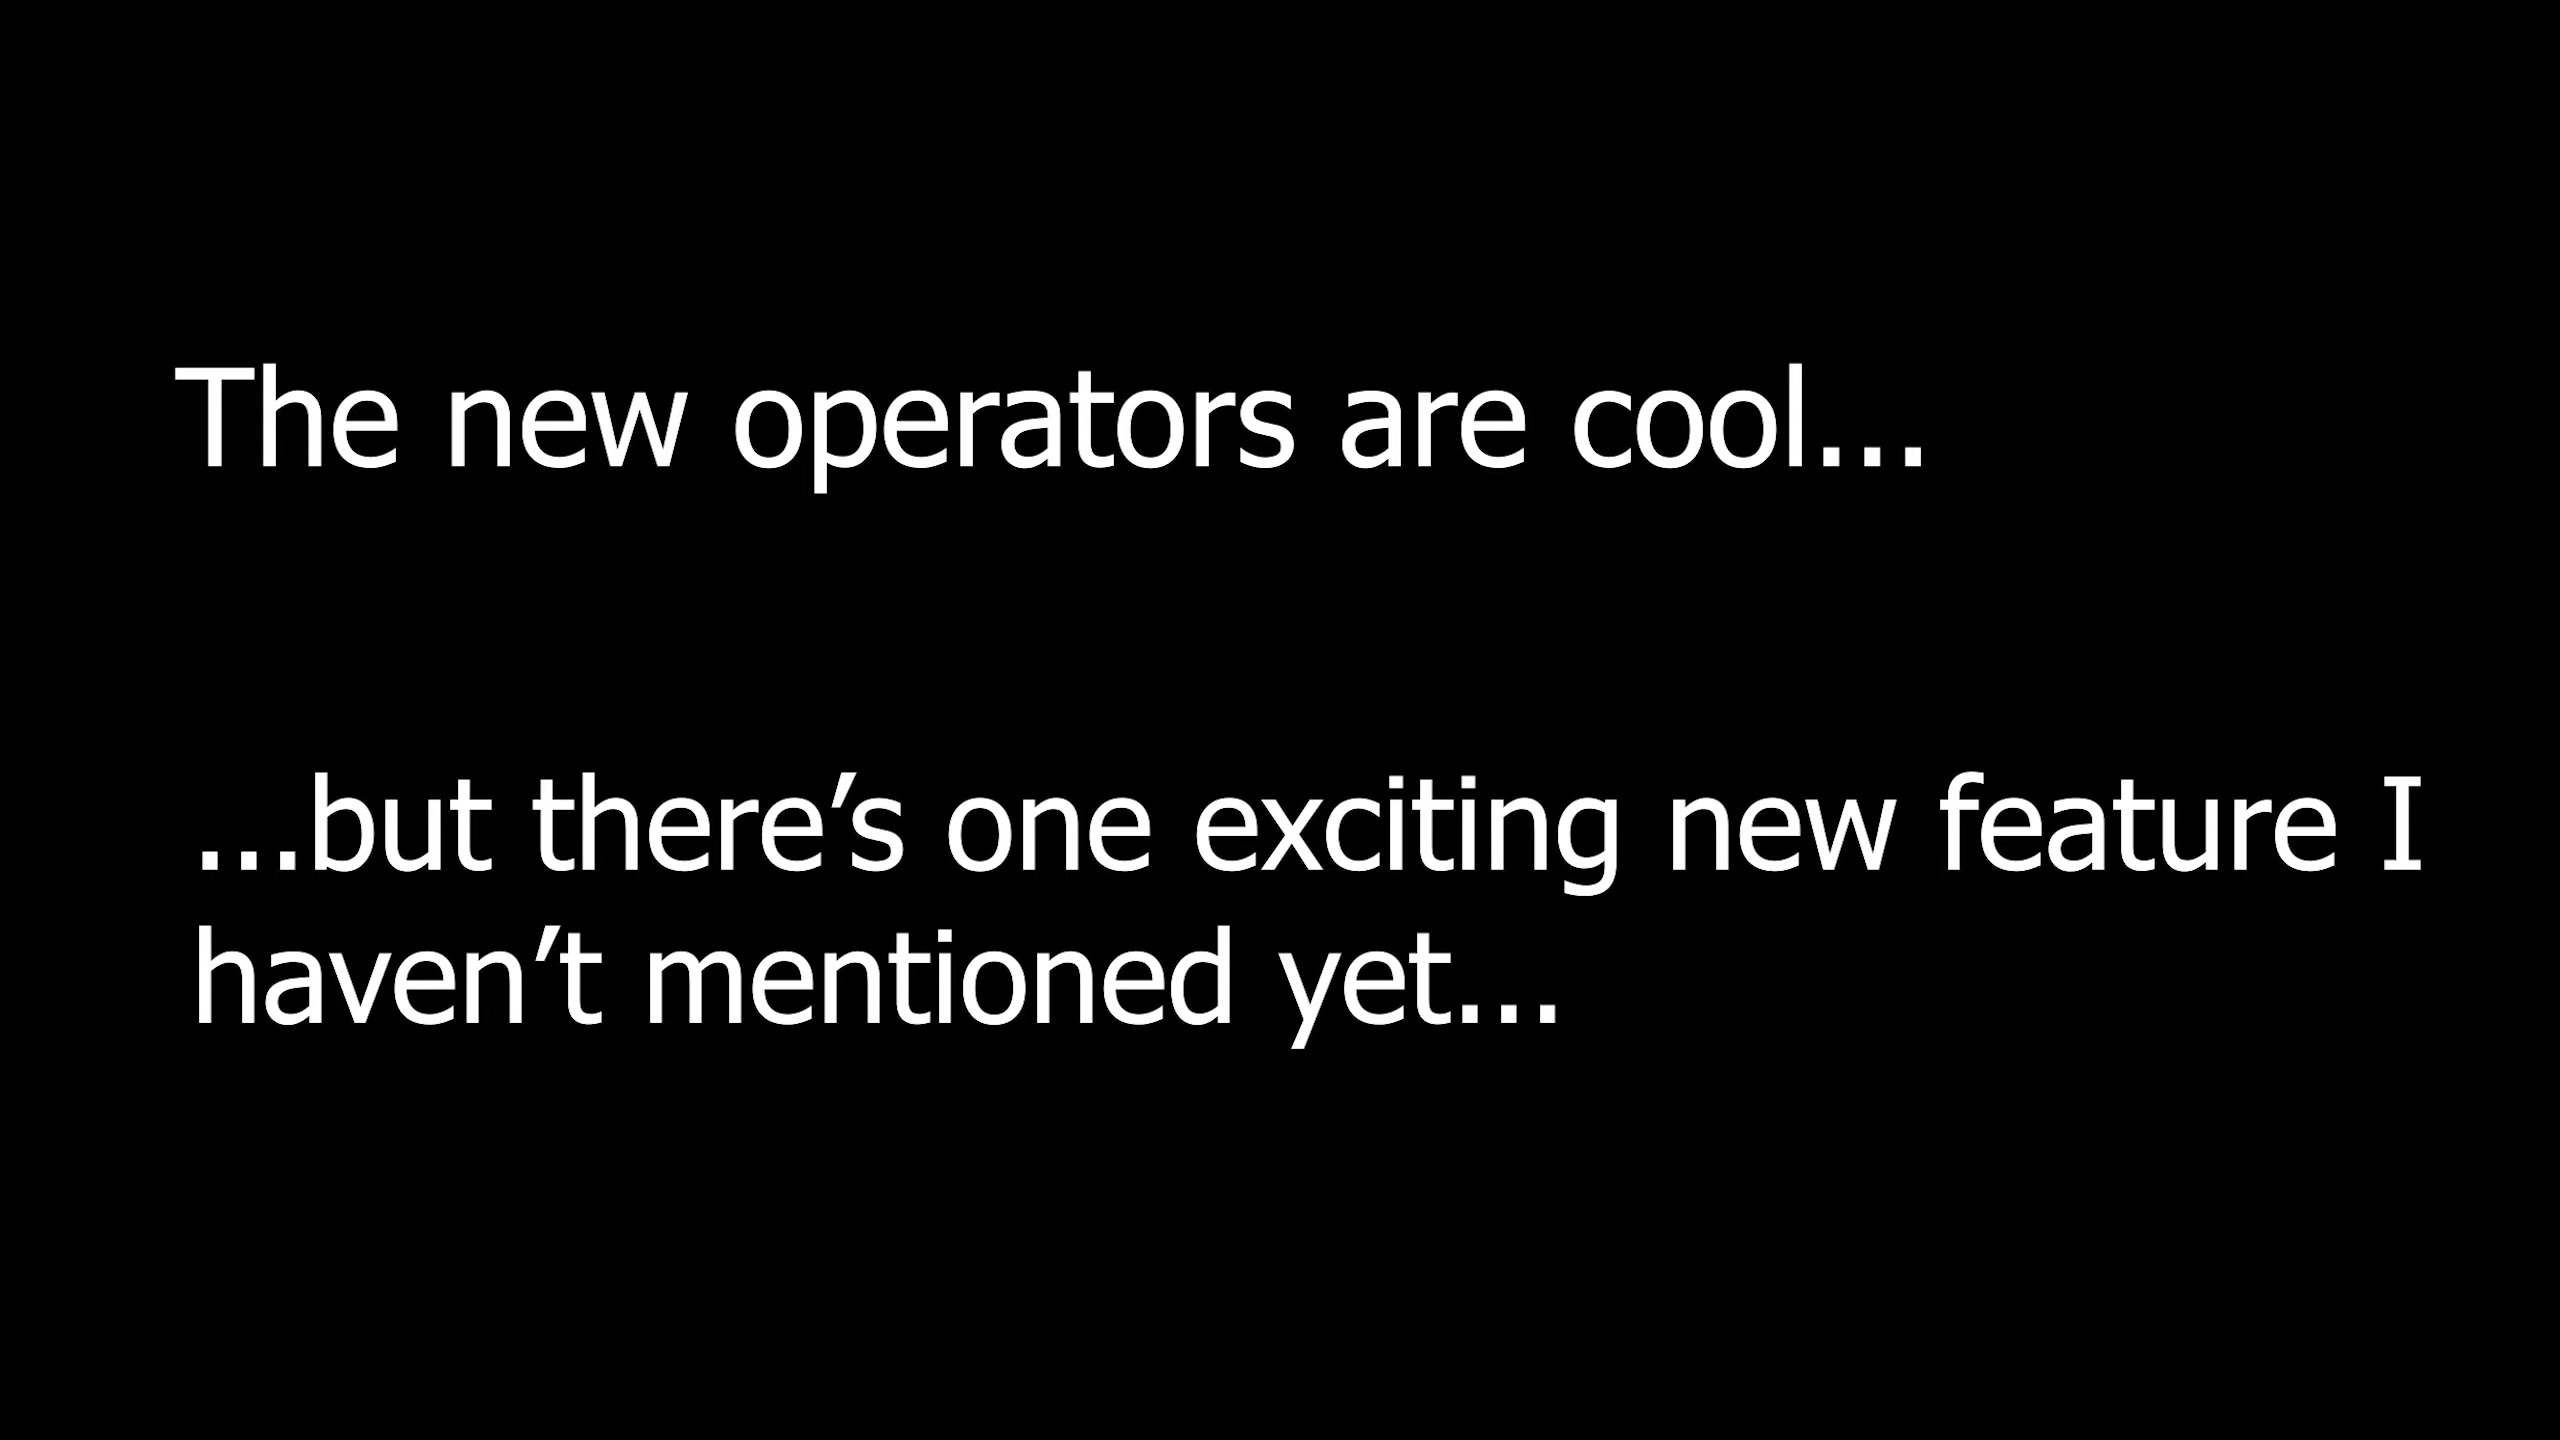 The new operators are cool...
...but there’s one exciting new feature I
haven’t mentioned yet...